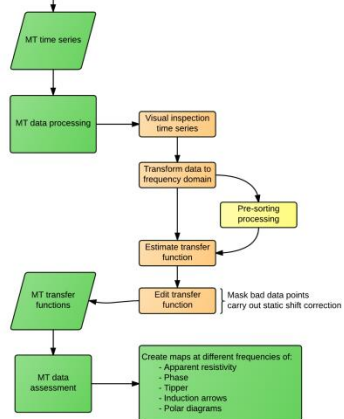 MT time series
MT data processing
Visual inspection
time series
Transform data to
frequency domain
Pre-sorting
processing
Estimate transfer
function
MT transfer
functions
Edit transfer
function
Mask bad data points
carry out static shift correction
MT data
assessment
Create maps at different frequencies of:
- Apparent resistivity
- Phase
- Tipper
- Induction arrows
- Polar diagrams